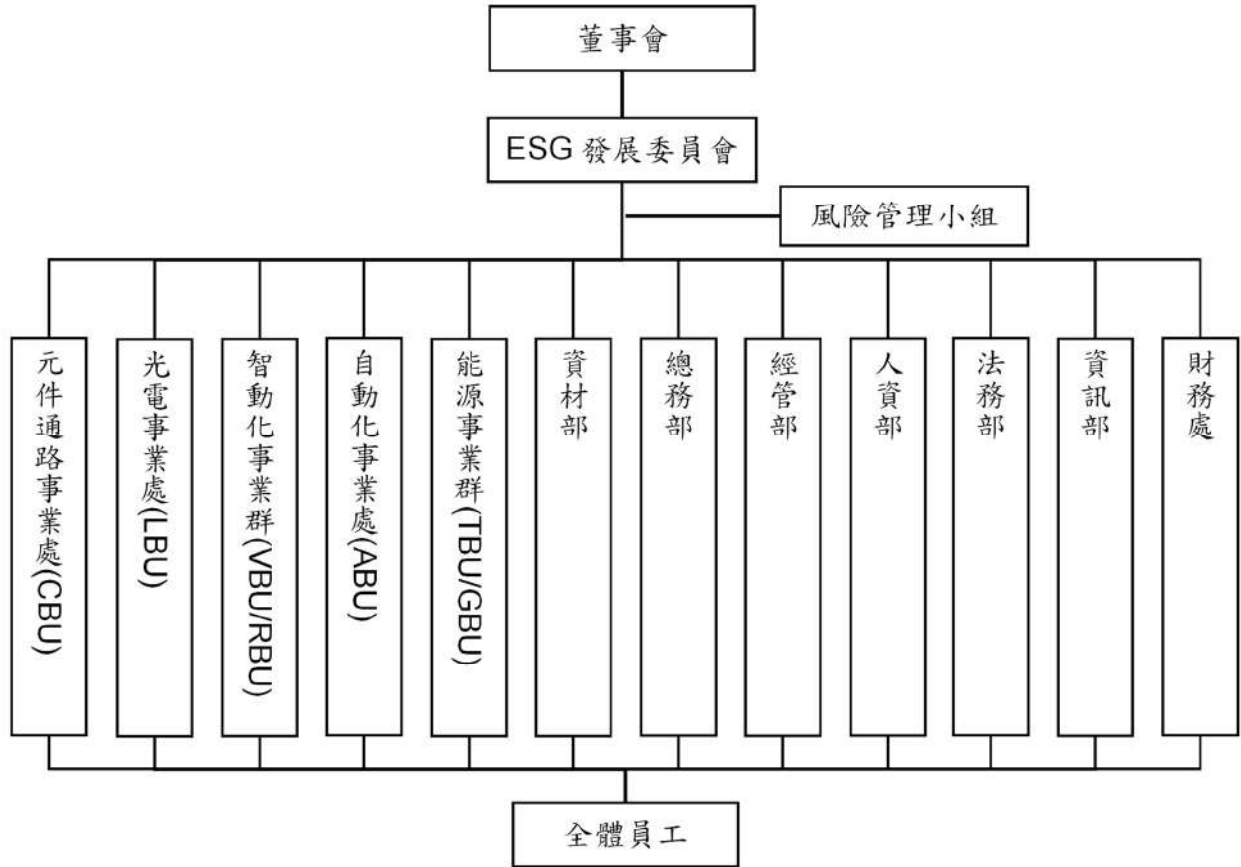 董事會
ESG 發展委員會
風險管理小組
元件通路事業處(CBU)
光電事業處(LBU)
智動化事業群(VBU/RBU)
自動化事業處(ABU)
能源事業群(TBU/GBU)
資材部
總務部
經管部
人資部
法務部
資訊部
財務處
全體員工